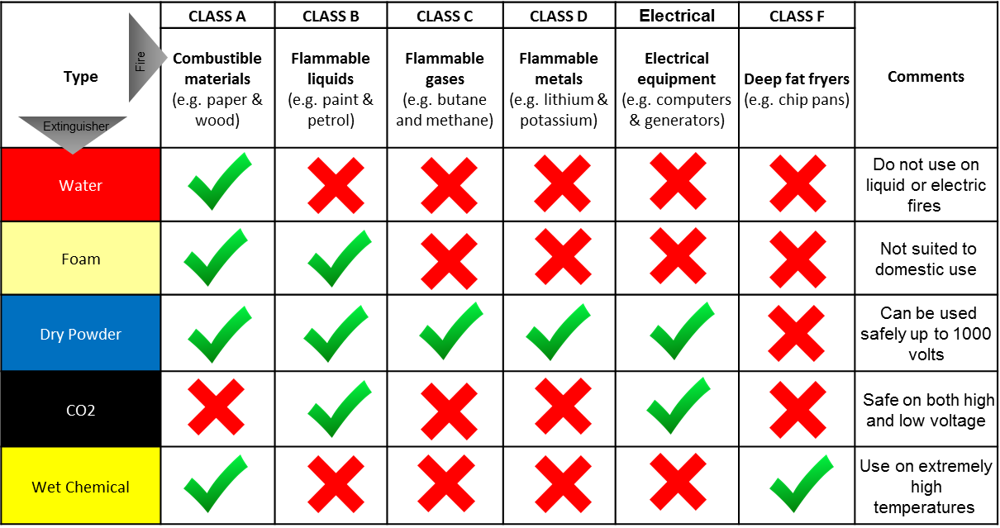 CLASS A
CLASS B
CLASS C
CLASS D
Electrical
CLASS F
Type
Fire
Extinguisher
Combustible
materials
(e.g. paper &
wood)
Flammable
liquids
(e.g. paint &
petrol)
Flammable
gases
(e.g. butane
and methane)
Flammable
metals
(e.g. lithium &
potassium)
Electrical
equipment
(e.g. computers
& generators)
Deep fat fryers
(e.g. chip pans)
Comments
Water
Do not use on
liquid or electric
fires
Foam
Not suited to
domestic use
Dry Powder
Can be used
safely up to 1000
volts
CO2
Safe on both high
and low voltage
Wet Chemical
Use on extremely
high
temperatures